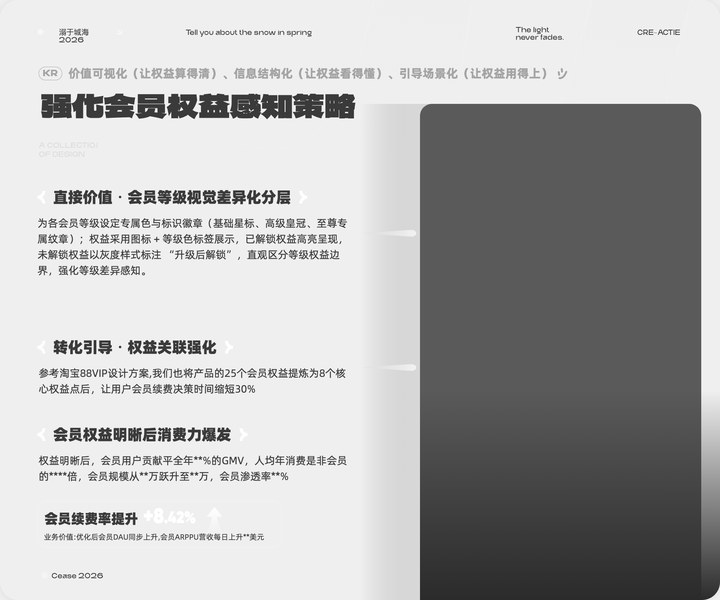 溺于城海
2026
Tell you about the snow in spring
The light
never fades.
CRE-ACTIE
KR 价值可视化（让权益算得清）、信息结构化（让权益看得懂）、引导场景化（让权益用得上）
强化会员权益感知策略
A COLLECTION
OF DESIGN
直接价值 · 会员等级视觉差异化分层
为各会员等级设定专属色与标识徽章（基础星标、高级皇冠、至尊专
属纹章）；权益采用图标 + 等级色标签展示，已解锁权益高亮呈现，
未解锁权益以灰度样式标注 “升级后解锁” ，直观区分等级权益边
界，强化等级差异感知。
转化引导 · 权益关联强化
参考淘宝88VIP设计方案,我们也将产品的25个会员权益提炼为8个核
心权益点后，让用户会员续费决策时间缩短30%
会员权益明晰后消费力爆发
权益明晰后，会员用户贡献平全年**%的GMV，人均年消费是非会员
的****倍，会员规模从**万跃升至**万，会员渗透率**%
会员续费率提升 +8.42%
业务价值:优化后会员DAU同步上升,会员ARPPU营收每日上升**美元
Cease 2026